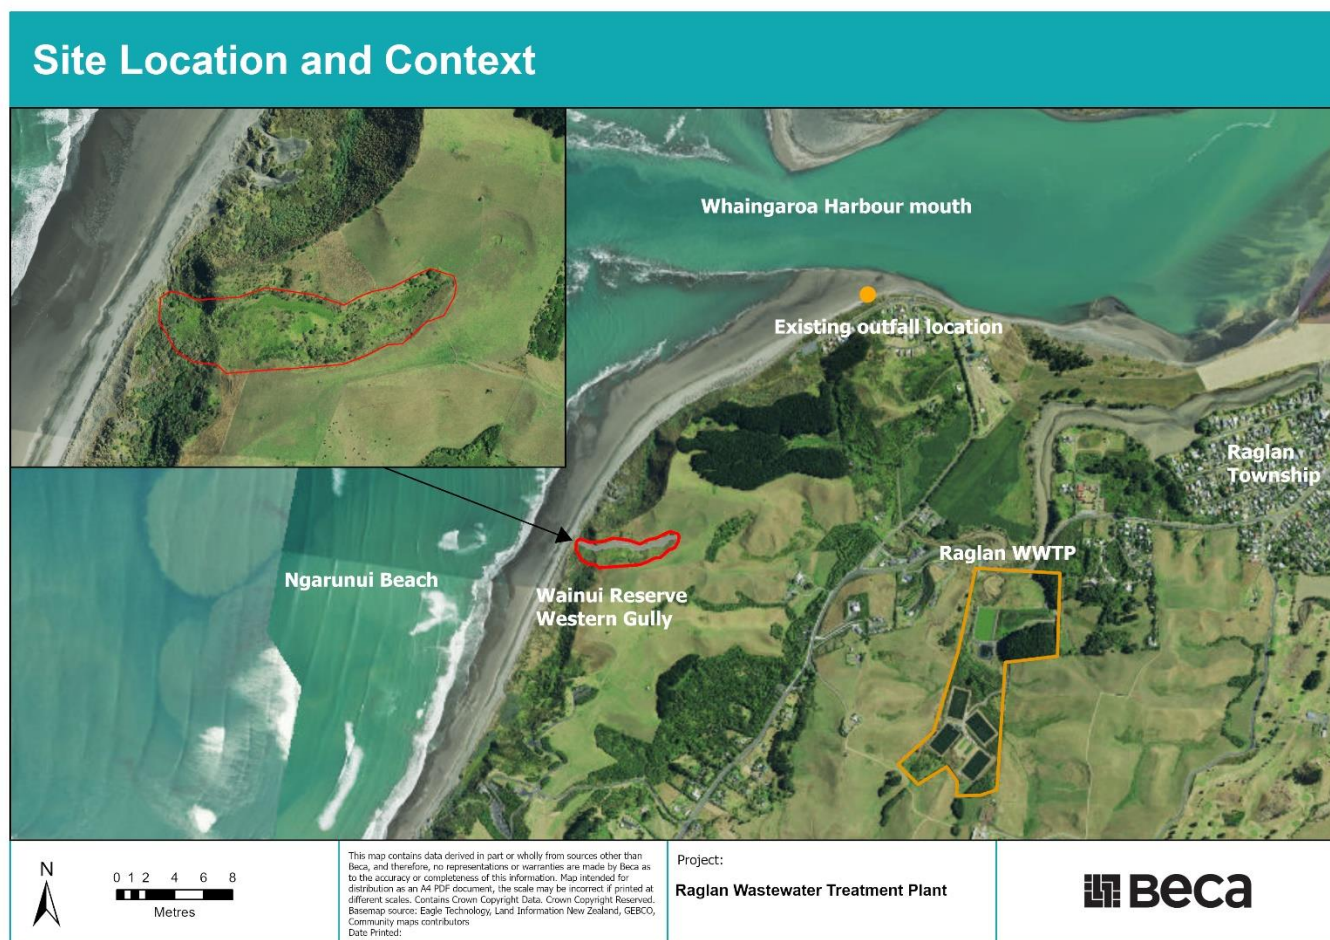 Site Location and Context
Whaingaroa Harbour mouth
Existing outfall location
Raglan
Township
Raglan WWTP
Ngarunui Beach
Wainui Reserve
Western Gully
N
0 1 2 4 6 8
Metres
This map contains data derived in part or wholly from sources other than
Beca, and therefore, no representations or warranties are made by Beca as
to the accuracy or completeness of this information. Map intended for
distribution as an A4 PDF document, the scale may be incorrect if printed at
different scales. Contains Crown Copyright Data. Crown Copyright Reserved.
Basemap source: Eagle Technology, Land Information New Zealand, GEBCO,
Community maps contributors
Date Printed:
Project:
Raglan Wastewater Treatment Plant
Beca